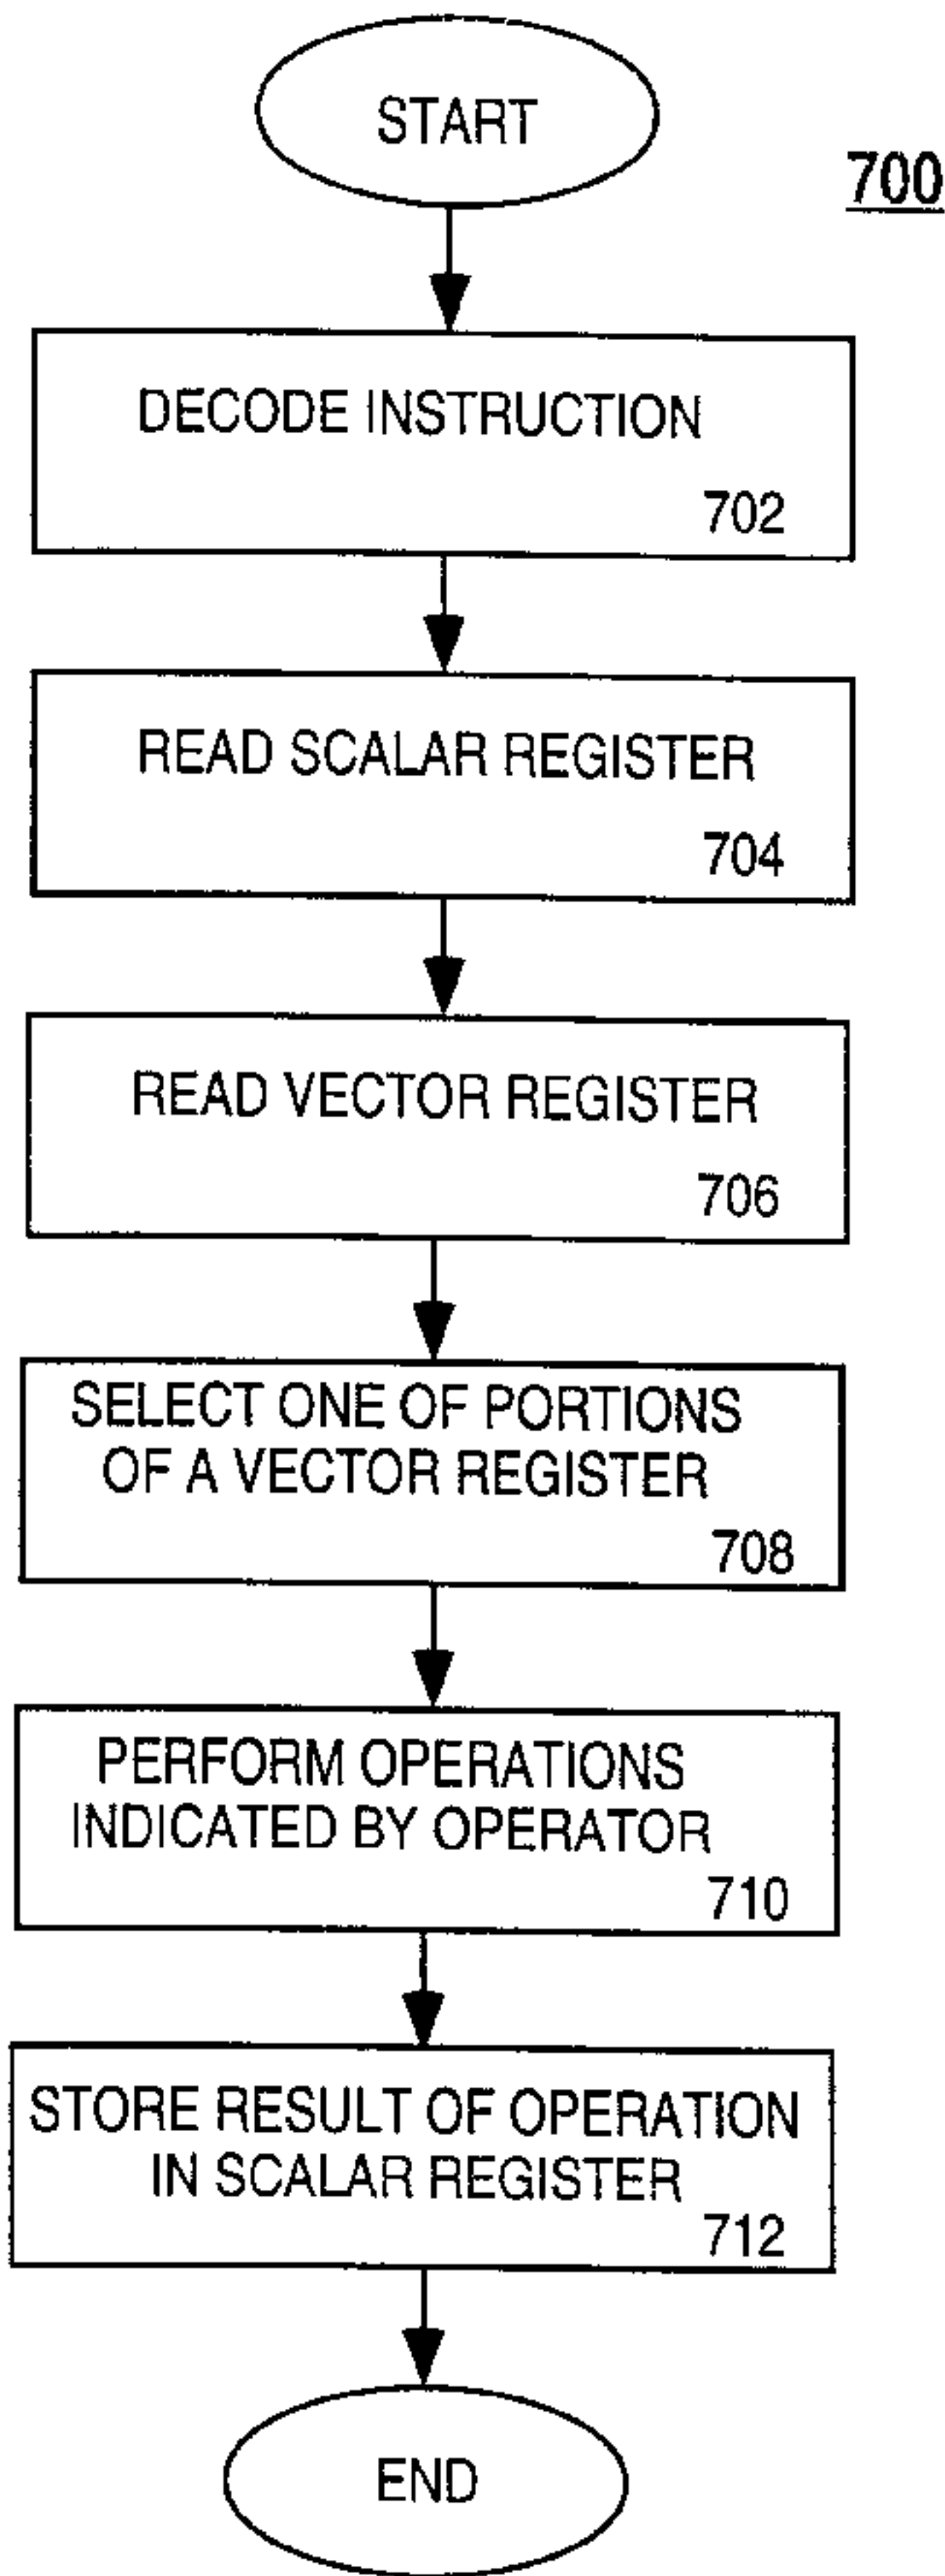 START
700
DECODE INSTRUCTION
702
READ SCALAR REGISTER
704
READ VECTOR REGISTER
706
SELECT ONE OF PORTIONS
OF A VECTOR REGISTER
708
PERFORM OPERATIONS
INDICATED BY OPERATOR
710
STORE RESULT OF OPERATION
IN SCALAR REGISTER
712
END